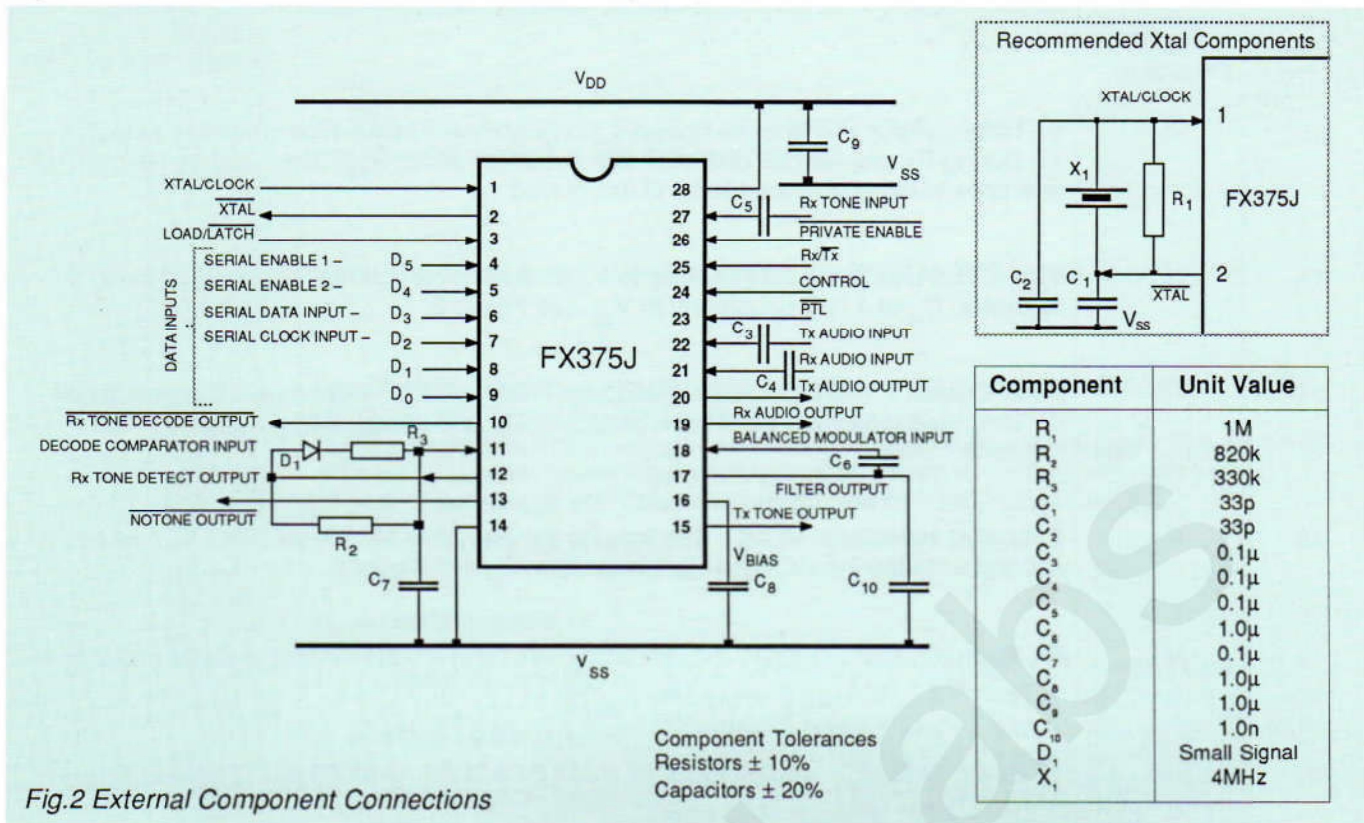 V_DD
XTAL/CLOCK
XTAL
LOAD/LATCH
DATA INPUTS
SERIAL ENABLE 1 – D5
SERIAL ENABLE 2 – D4
SERIAL DATA INPUT – D3
SERIAL CLOCK INPUT – D2
D1
D0
Rx TONE DECODE OUTPUT
DECODE COMPARATOR INPUT
Rx TONE DETECT OUTPUT
NOTONE OUTPUT
D1
R3
R2
C7
1
2
3
4
5
6
7
8
9
10
11
12
13
14
FX375J
28
27
26
25
24
23
22
21
20
19
18
17
16
15
C9
VSS
C5
Rx TONE INPUT
PRIVATE ENABLE
Rx/Tx
CONTROL
PTL
C3
Tx AUDIO INPUT
Rx AUDIO INPUT
C4
Tx AUDIO OUTPUT
Rx AUDIO OUTPUT
BALANCED MODULATOR INPUT
C6
FILTER OUTPUT
Tx TONE OUTPUT
VBIAS
C8
C10
VSS
Recommended Xtal Components
XTAL/CLOCK
1
X1
R1
FX375J
C2
C1
2
XTAL
VSS
Component Unit Value
R1 1M
R2 820k
R3 330k
C1 33p
C2 33p
C3 0.1µ
C4 0.1µ
C5 0.1µ
C6 1.0µ
C7 0.1µ
C8 1.0µ
C9 1.0µ
C10 1.0n
D1 Small Signal
X1 4MHz
Component Tolerances
Resistors ± 10%
Capacitors ± 20%
Fig.2 External Component Connections
abs